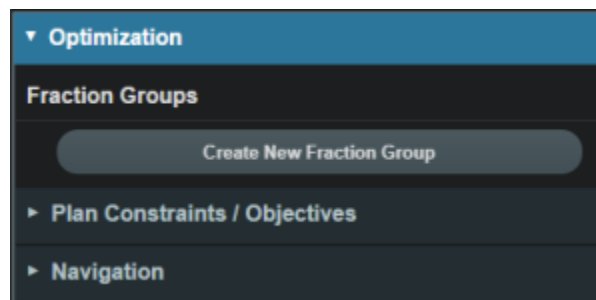 Optimization
Fraction Groups
Create New Fraction Group
Plan Constraints / Objectives
Navigation